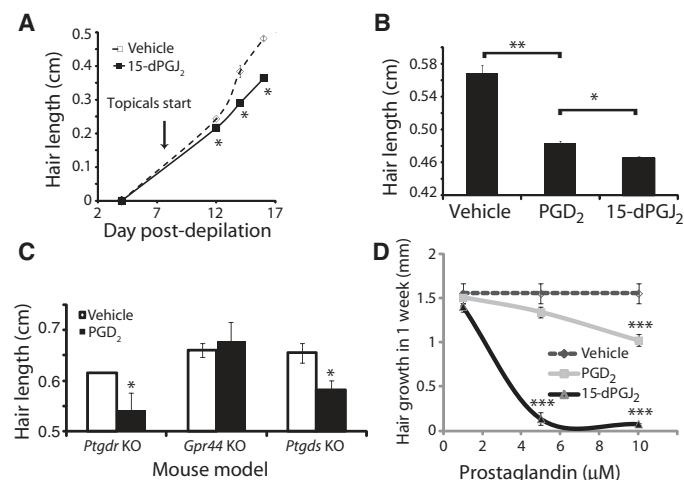 A
Hair length (cm)
0.5
0.4
0.3
0.2
0.1
0
Vehicle
15-dPGJ₂
Topicals start
*
*
*
2
7
12
17
Day post-depilation
B
Hair length (cm)
0.58
0.54
0.50
0.46
0.42
**
*
Vehicle
PGD₂
15-dPGJ₂
C
Hair length (cm)
0.7
0.6
0.5
Vehicle
PGD₂
*
*
Ptgdr KO
Gpr44 KO
Ptgds KO
Mouse model
D
Hair growth in 1 week (mm)
2
1.5
1
0.5
0
***
Vehicle
PGD₂
15-dPGJ₂
***
***
0
2
4
6
8
10
Prostaglandin (μM)